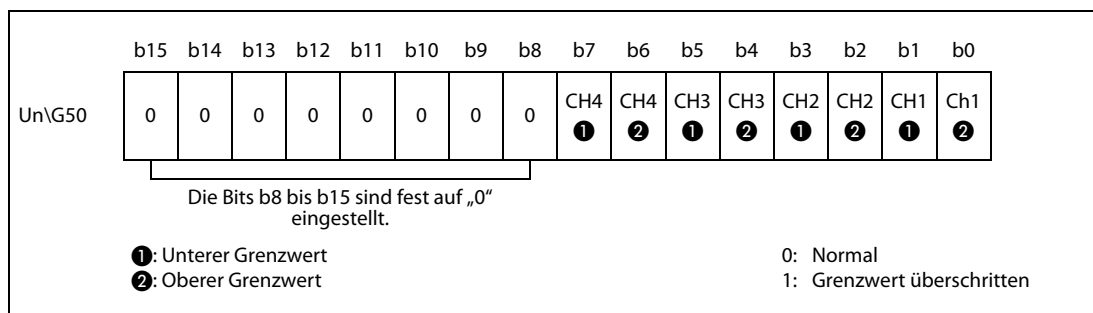 b15 b14 b13 b12 b11 b10 b9 b8 b7 b6 b5 b4 b3 b2 b1 b0
Un\G50 0 0 0 0 0 0 0 0 CH4 CH4 CH3 CH3 CH2 CH2 CH1 Ch1
❶ ❷ ❶ ❷ ❶ ❷ ❶ ❷
Die Bits b8 bis b15 sind fest auf „0“
eingestellt.
❶: Unterer Grenzwert 0: Normal
❷: Oberer Grenzwert 1: Grenzwert überschritten